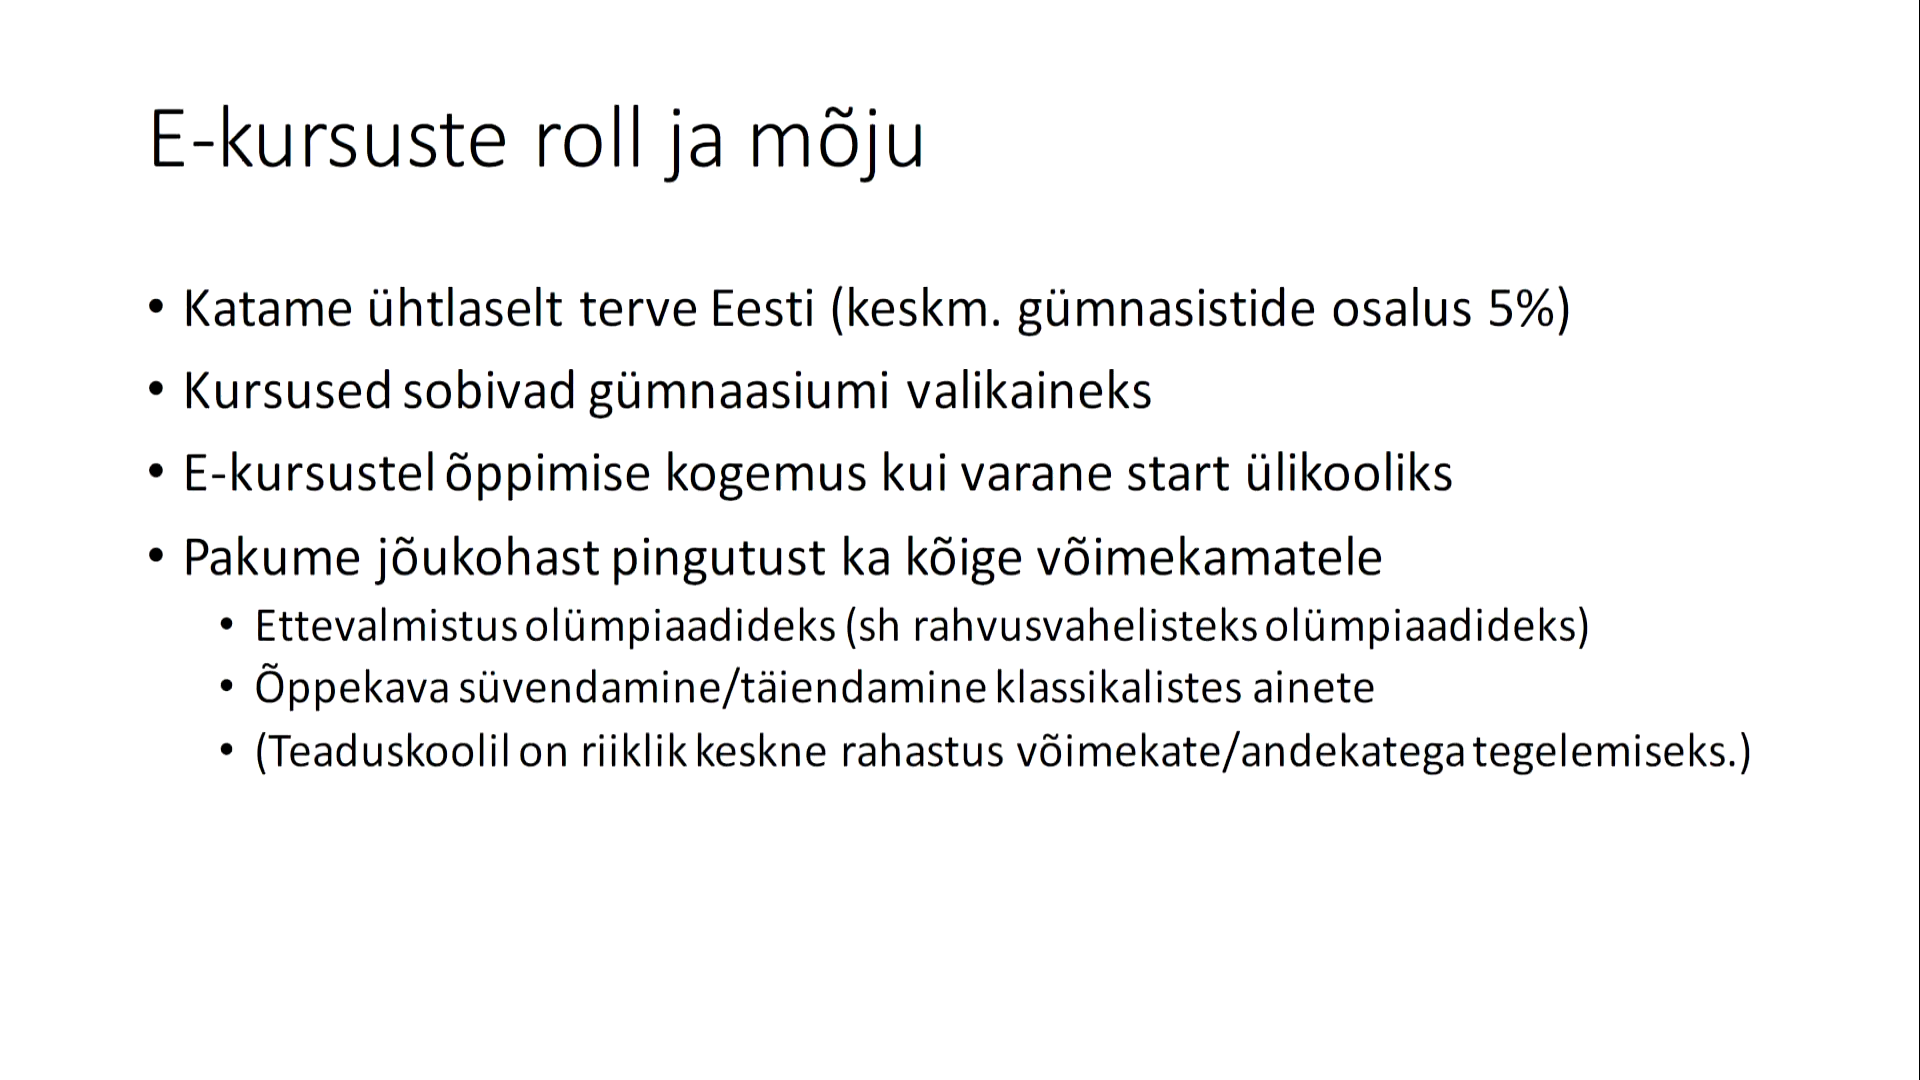 E-kursuste roll ja mõju
• Katame ühtlaselt terve Eesti (keskm. gümnasistide osalus 5%)
• Kursused sobivad gümnaasiumi valikaineks
• E-kursustel õppimise kogemus kui varane start ülikooliks
• Pakume jõukohast pingutust ka kõige võimekamatele
• Ettevalmistus olümpiaadideks (sh rahvusvahelisteks olümpiaadideks)
• Õppekava süvendamine/täiendamine klassikalistes ainete
• (Teaduskoolil on riiklik keskne rahastus võimekate/andekatega tegelemiseks.)